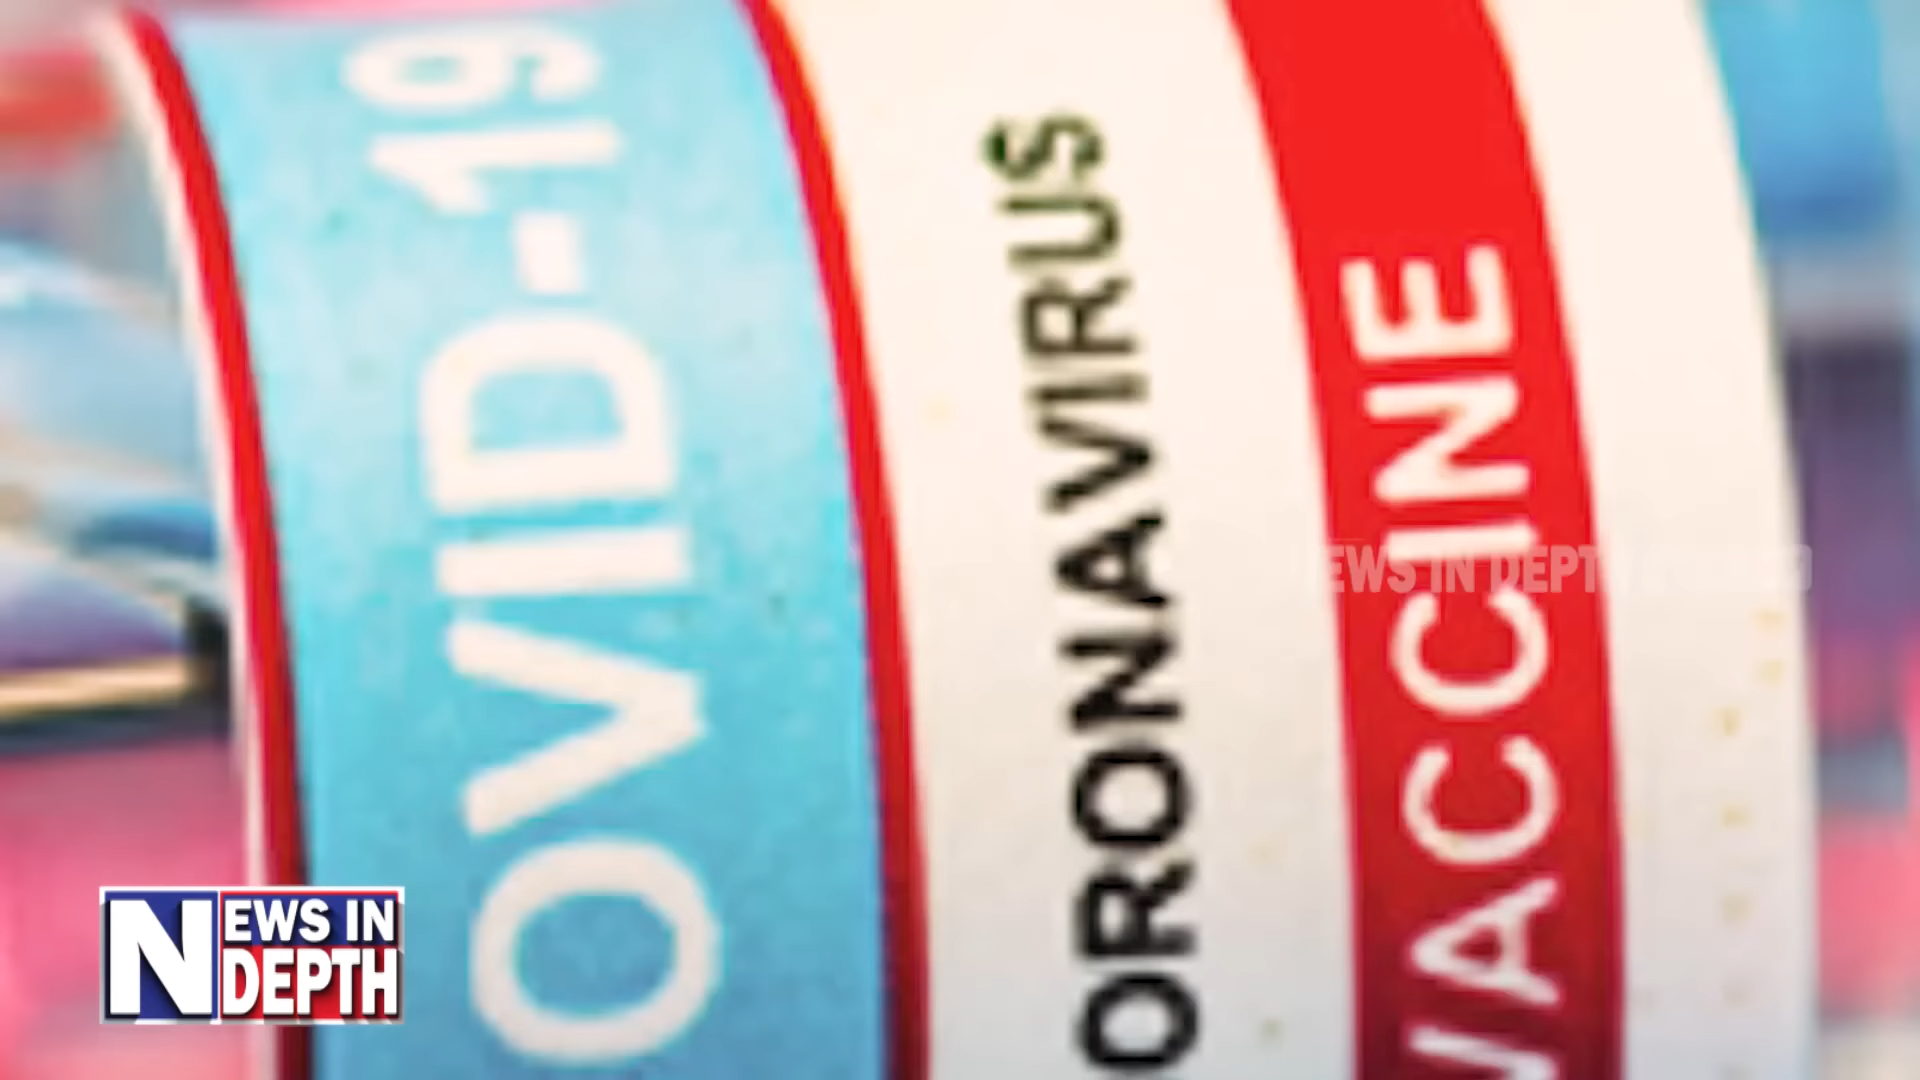 OVID-19
ORONAVIRUS
VACCINE
NEWS IN
DEPTH